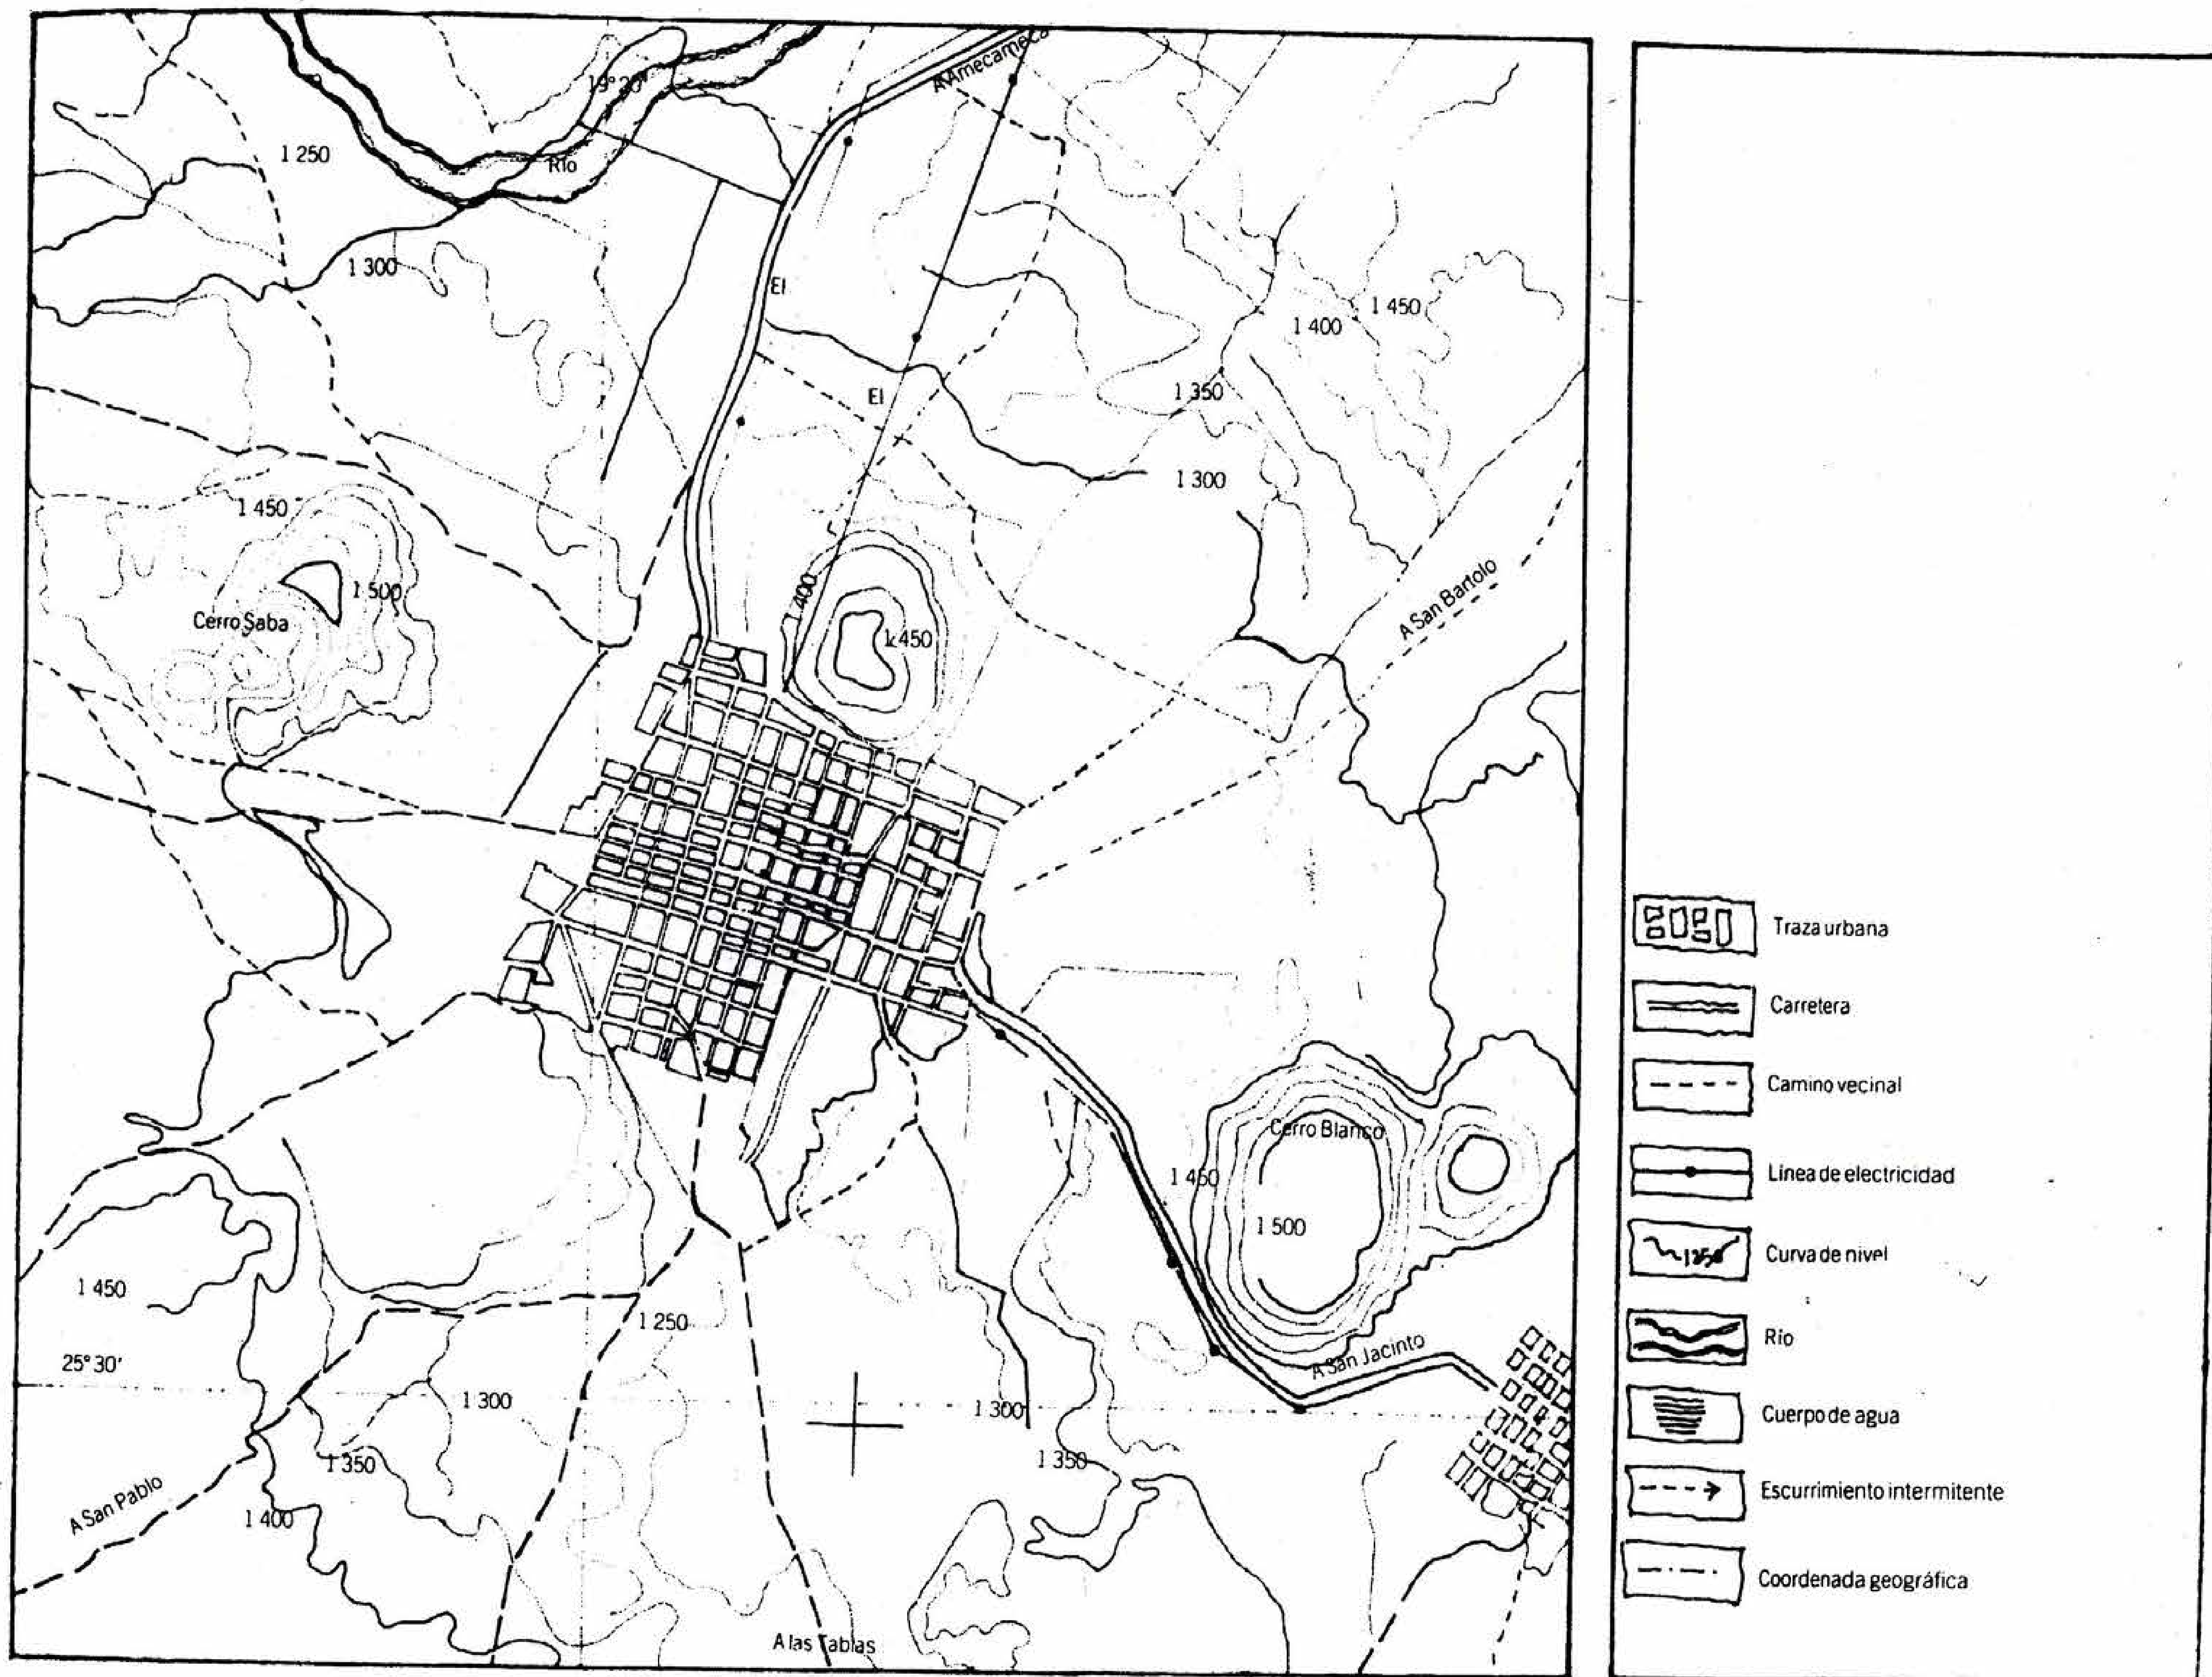 A Amecameca
19° 20'
1 250
Río
1 300
El
1 450
1 400
El
1 350
1 300
1 450
1 500
Cerro Saba
1 400
1 450
A San Bartolo
Cerro Blanco
1 450
1 500
1 450
1 250
25° 30'
A San Jacinto
1 300
1 300
1 350
1 350
A San Pablo
1 400
A las Tablas
Traza urbana
Carretera
Camino vecinal
Línea de electricidad
1250
Curva de nivel
Río
Cuerpo de agua
Escurrimiento intermitente
Coordenada geográfica